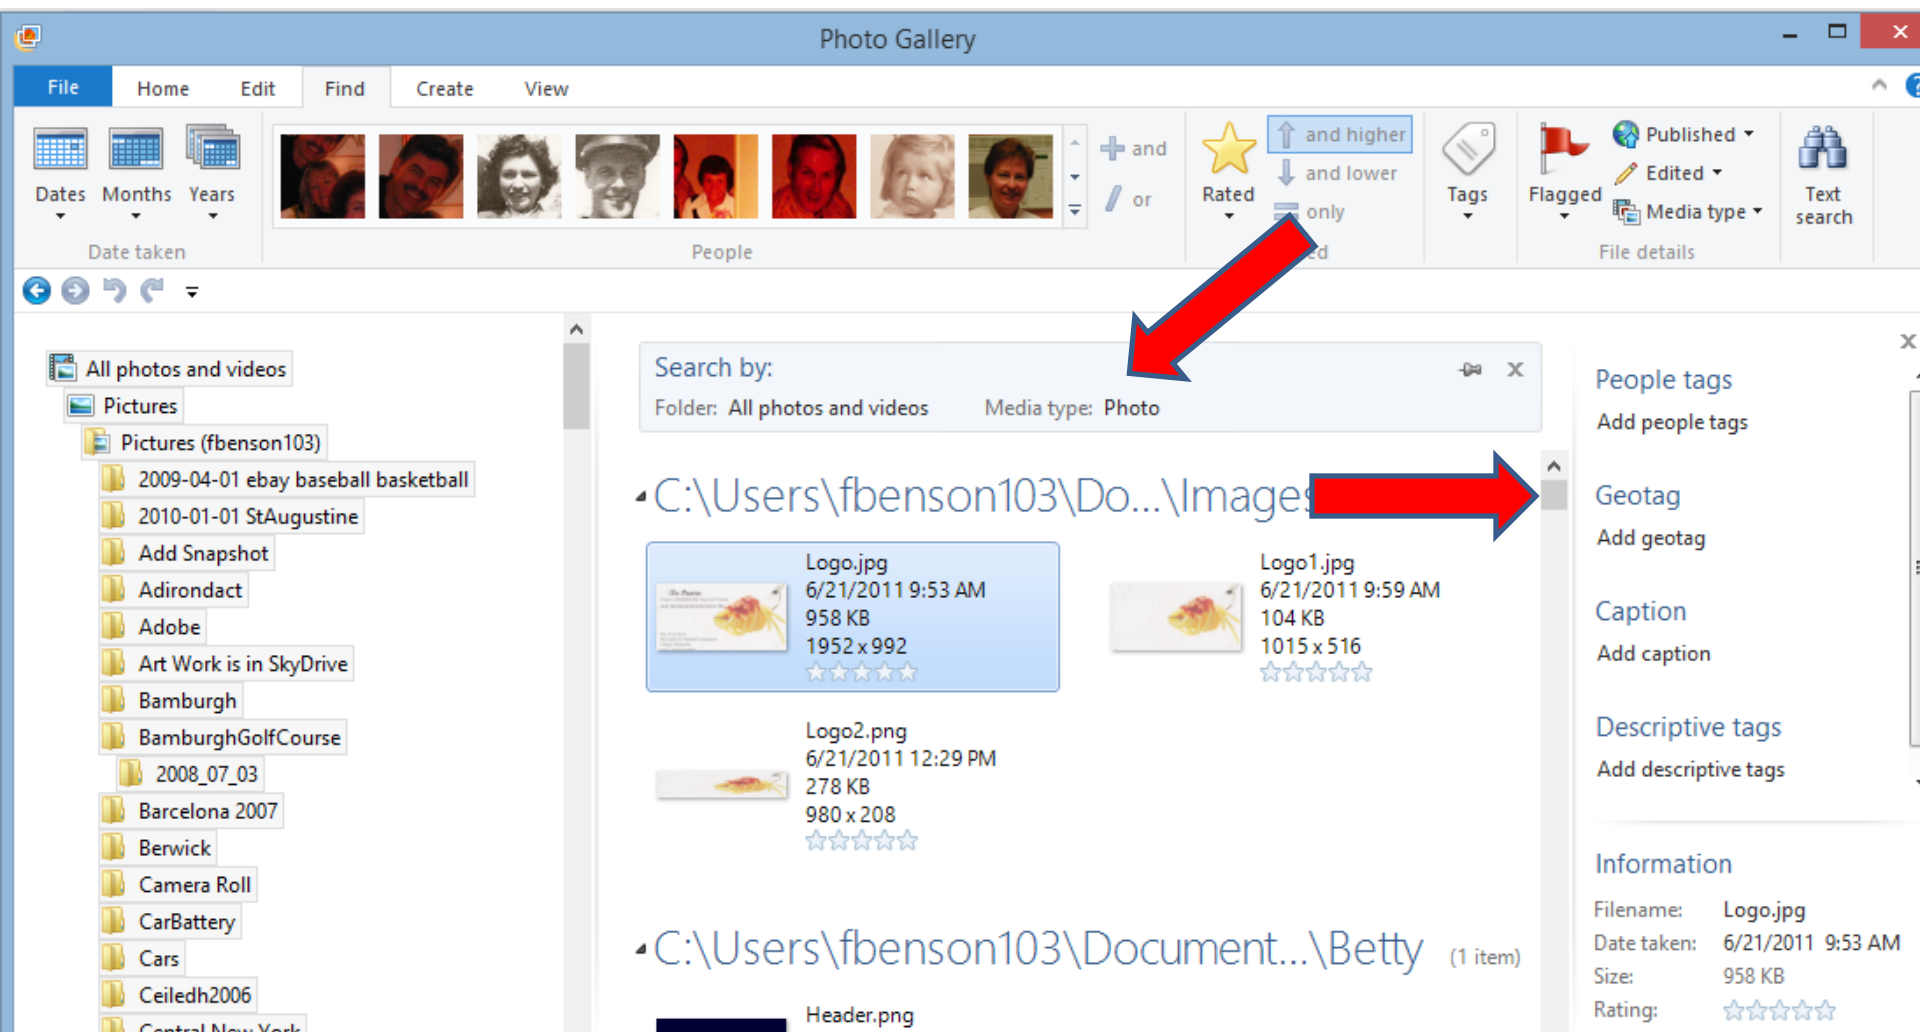 Photo Gallery
File Home Edit Find Create View
and higher
Published
and
and lower
Edited
Dates Months Years
or
Rated
only
Tags
Flagged
Media type
Text
search
Date taken
People
File details
All photos and videos
Pictures
Pictures (fbenson103)
2009-04-01 ebay baseball basketball
2010-01-01 StAugustine
Add Snapshot
Adirondact
Adobe
Art Work is in SkyDrive
Bamburgh
BamburghGolfCourse
2008_07_03
Barcelona 2007
Berwick
Camera Roll
CarBattery
Cars
Ceiledh2006
Central New York
Search by:
Folder: All photos and videos Media type: Photo
C:\Users\fbenson103\Do...\Images
Logo.jpg
6/21/2011 9:53 AM
958 KB
1952 x 992
Logo1.jpg
6/21/2011 9:59 AM
104 KB
1015 x 516
Logo2.png
6/21/2011 12:29 PM
278 KB
980 x 208
C:\Users\fbenson103\Document...\Betty (1 item)
Header.png
People tags
Add people tags
Geotag
Add geotag
Caption
Add caption
Descriptive tags
Add descriptive tags
Information
Filename: Logo.jpg
Date taken: 6/21/2011 9:53 AM
Size: 958 KB
Rating: